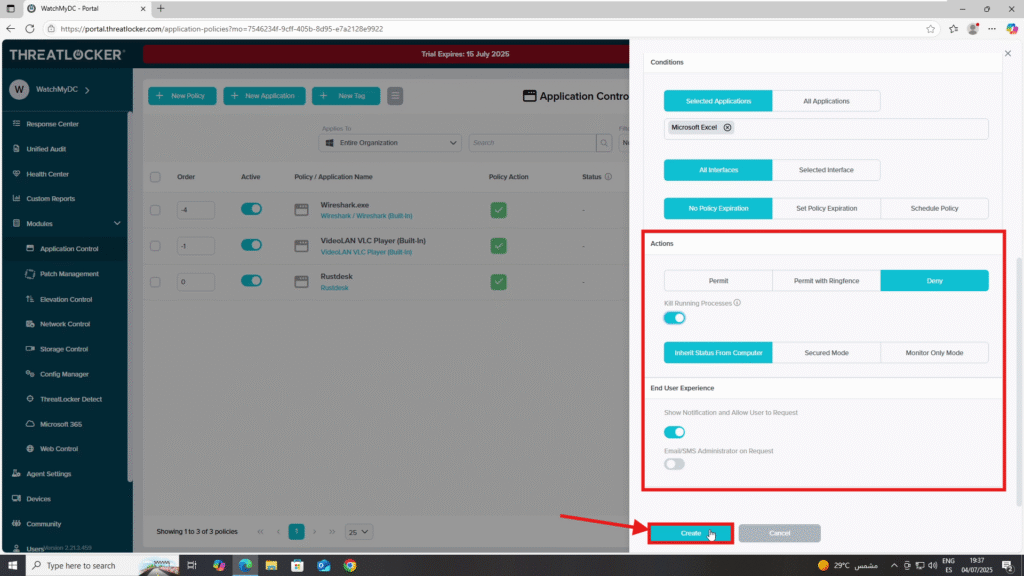 WatchMyDC - Portal
https://portal.threatlocker.com/application-policies?mo=7546234f-9cff-405b-8d95-e7a2128e9922
THREATLOCKER
Trial Expires: 15 July 2025
W WatchMyDC
Response Center
Unified Audit
Health Center
Custom Reports
Modules
Application Control
Patch Management
Elevation Control
Network Control
Storage Control
Config Manager
ThreatLocker Detect
Microsoft 365
Web Control
Agent Settings
Devices
Community
Users
Version 2.21.3.459
+ New Policy + New Application + New Tag
Application Contro
Applies To
Entire Organization
Search
Order Active Policy / Application Name Policy Action Status
-4 Wireshark.exe -
Wireshark / Wireshark (Built-In)
-1 VideoLAN VLC Player (Built-In) -
VideoLAN VLC Player (Built-In)
0 Rustdesk -
Rustdesk
Showing 1 to 3 of 3 policies 1 25
Conditions
Selected Applications All Applications
Microsoft Excel
All Interfaces Selected Interface
No Policy Expiration Set Policy Expiration Schedule Policy
Actions
Permit Permit with Ringfence Deny
Kill Running Processes
Inherit Status From Computer Secured Mode Monitor Only Mode
End User Experience
Show Notification and Allow User to Request
Email/SMS Administrator on Request
Create Cancel
Type here to search
29°C مشمس
ENG
ES
19:37
04/07/2025